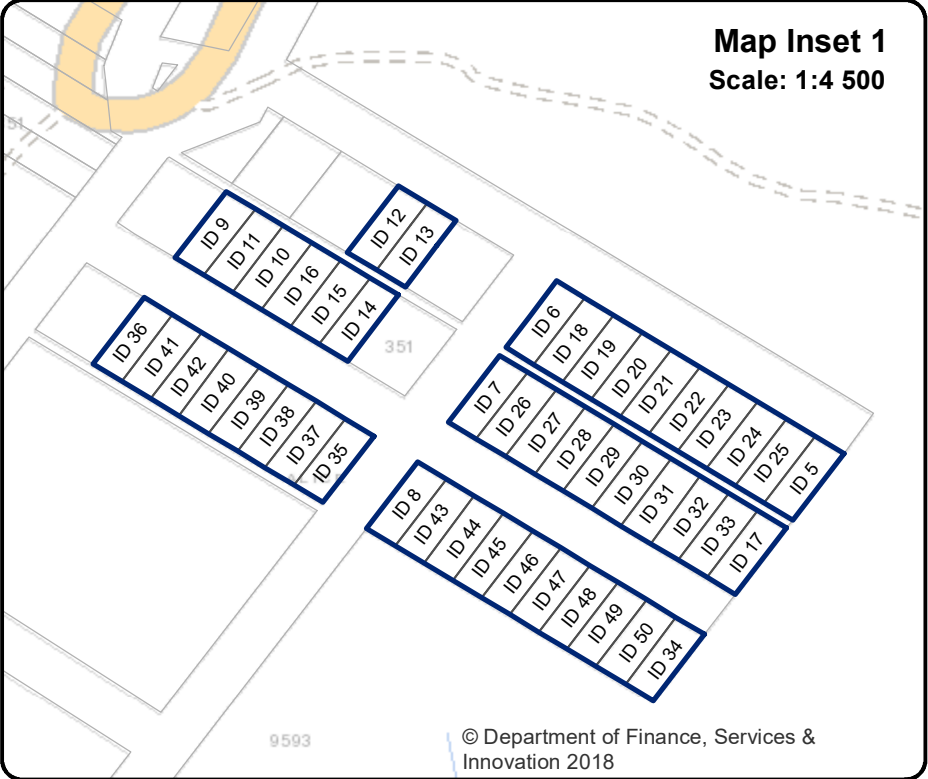 Map Inset 1
Scale: 1:4 500
51
ID 12
ID 13
ID 9
ID 11
ID 10
ID 16
ID 15
ID 14
351
ID 6
ID 18
ID 19
ID 20
ID 21
ID 22
ID 23
ID 24
ID 25
ID 5
ID 36
ID 41
ID 42
ID 40
ID 39
ID 38
ID 37
ID 35
ID 7
ID 26
ID 27
ID 28
ID 29
ID 30
ID 31
ID 32
ID 33
ID 17
ID 8
ID 43
ID 44
ID 45
ID 46
ID 47
ID 48
ID 49
ID 50
ID 34
9593
© Department of Finance, Services &
Innovation 2018